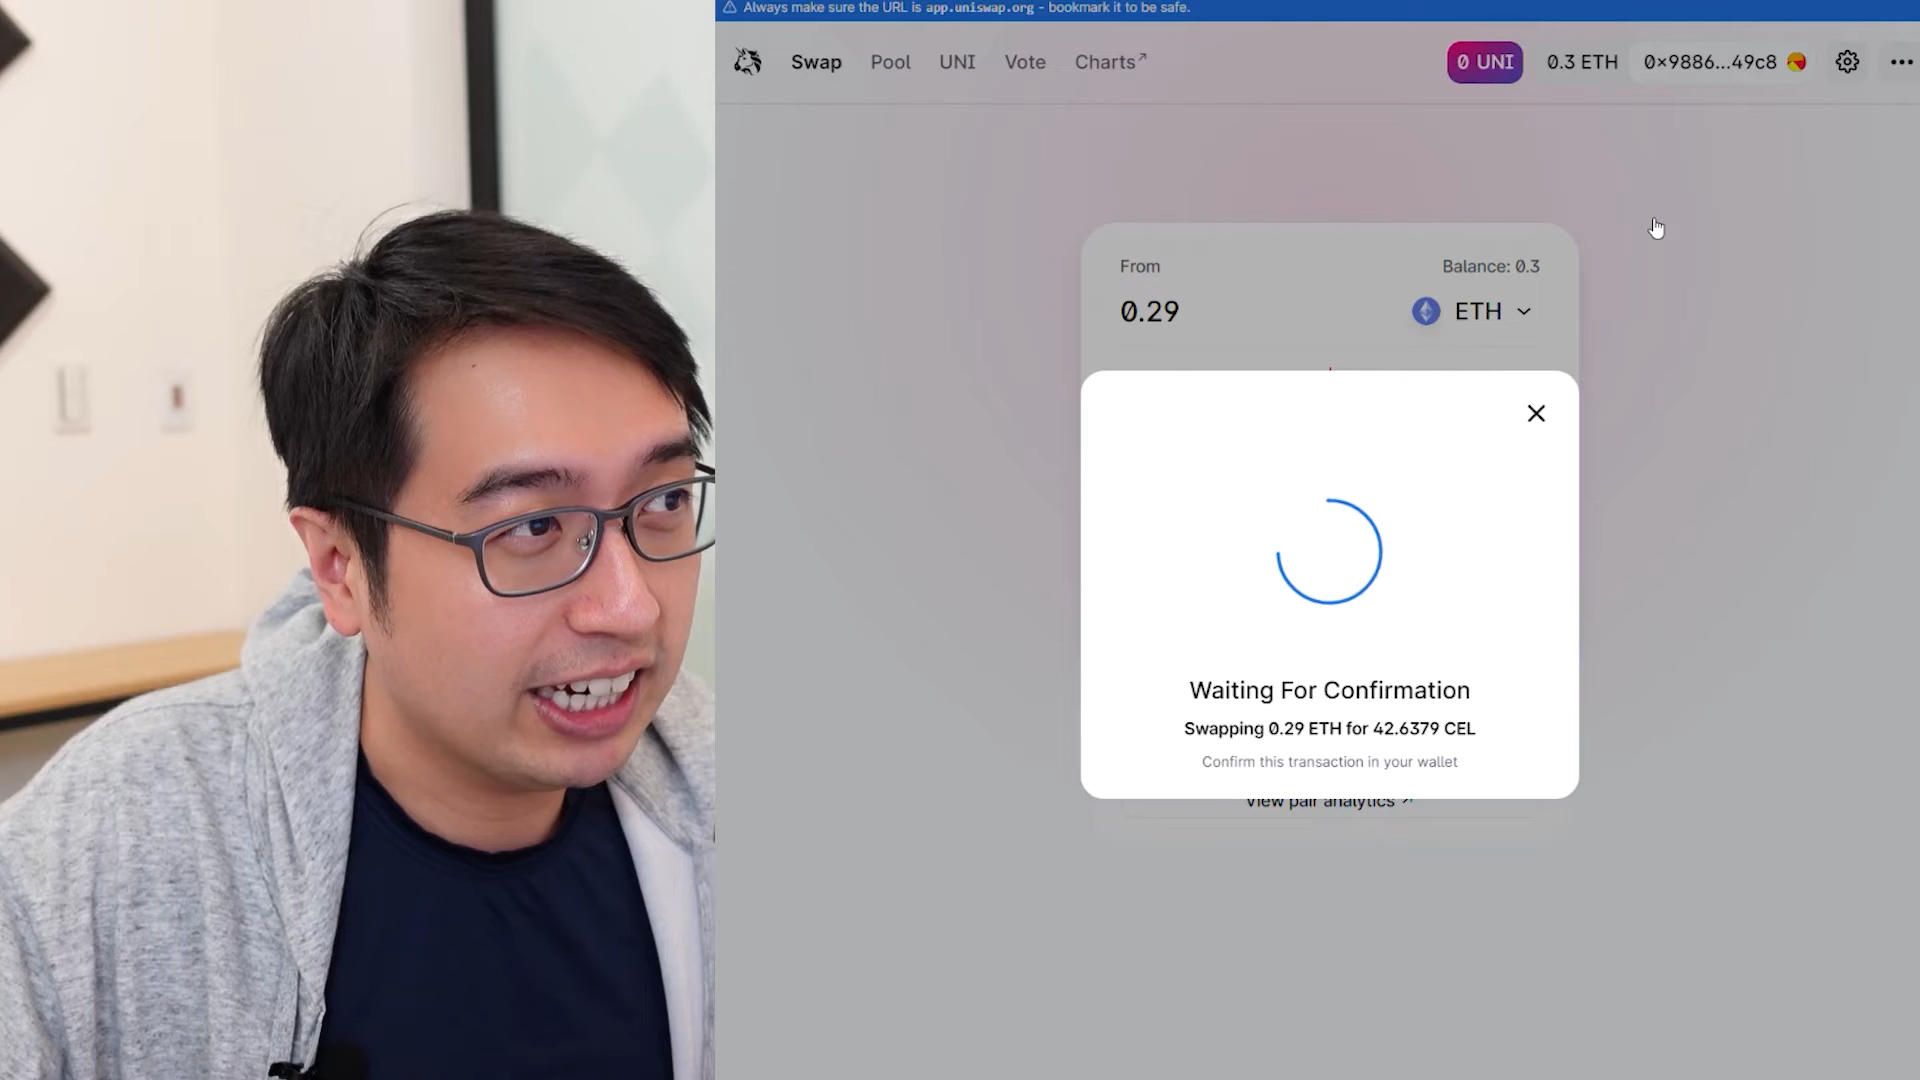 Always make sure the URL is app.uniswap.org - bookmark it to be safe.
Swap Pool UNI Vote Charts↗ 0 UNI 0.3 ETH 0x9886...49c8
From Balance: 0.3
0.29 ETH
Waiting For Confirmation
Swapping 0.29 ETH for 42.6379 CEL
Confirm this transaction in your wallet
View pair analytics ↗